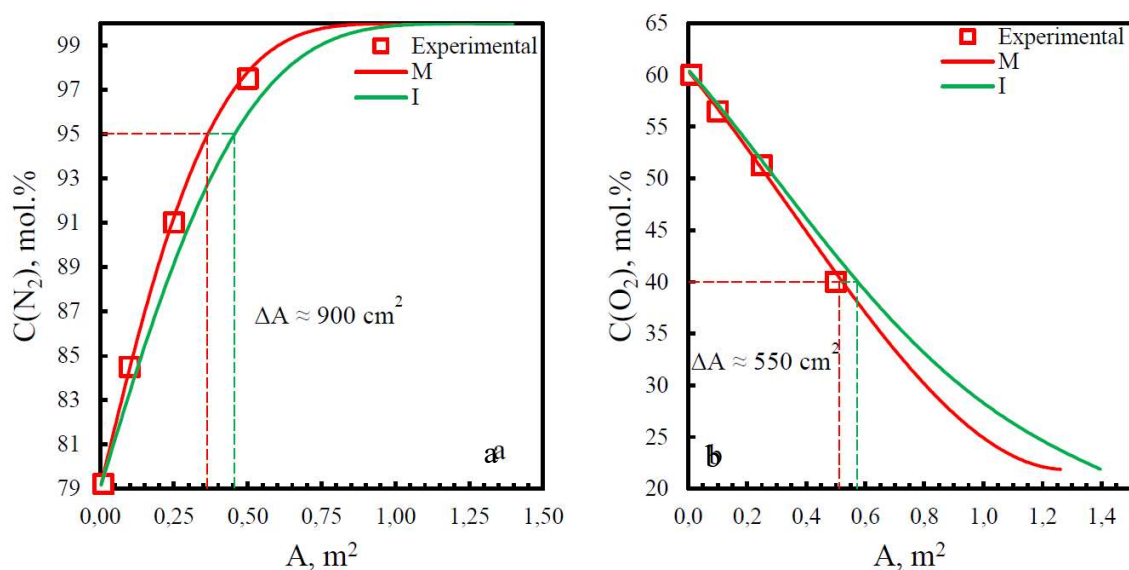 C(N₂), mol.%
99
97
95
93
91
89
87
85
83
81
79
0,00 0,25 0,50 0,75 1,00 1,25 1,50
A, m²
Experimental
M
I
ΔA ≈ 900 cm²
aa
C(O₂), mol.%
65
60
55
50
45
40
35
30
25
20
0,0 0,2 0,4 0,6 0,8 1,0 1,2 1,4
A, m²
Experimental
M
I
ΔA ≈ 550 cm²
b